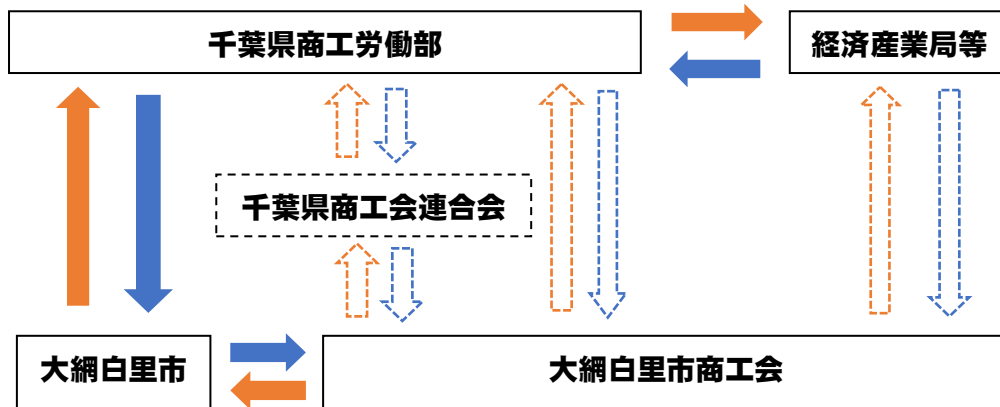 千葉県商工労働部
経済産業局等
千葉県商工会連合会
大網白里市
大網白里市商工会